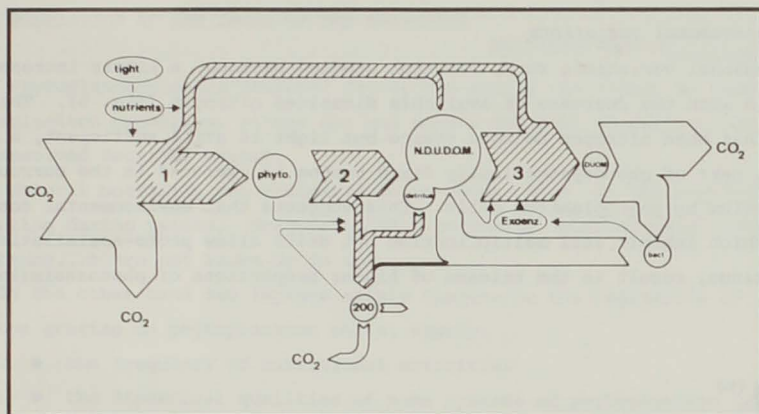 light
nutrients
CO2
1
phyto.
2
N.D.U.D.O.M.
detritus
3
Exoenz.
DUOM
CO2
bact.
CO2
200
CO2